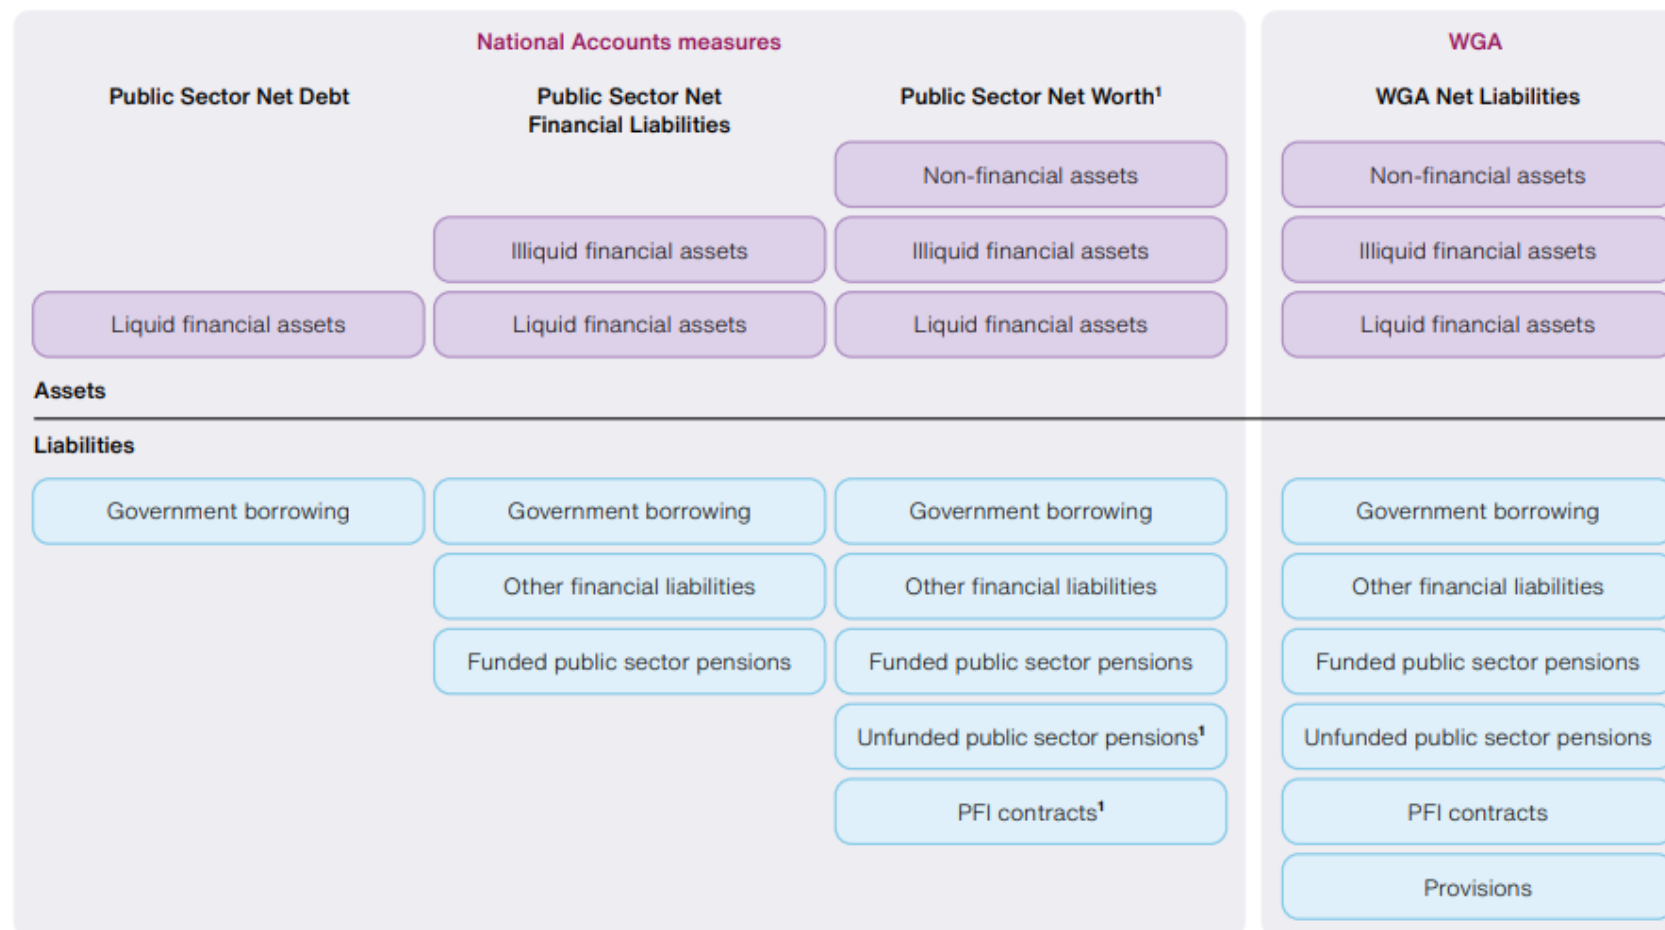 National Accounts measures
WGA
Public Sector Net Debt
Public Sector Net
Financial Liabilities
Public Sector Net Worth¹
WGA Net Liabilities
Non-financial assets
Non-financial assets
Illiquid financial assets
Illiquid financial assets
Illiquid financial assets
Liquid financial assets
Liquid financial assets
Liquid financial assets
Liquid financial assets
Assets
Liabilities
Government borrowing
Government borrowing
Government borrowing
Government borrowing
Other financial liabilities
Other financial liabilities
Other financial liabilities
Funded public sector pensions
Funded public sector pensions
Funded public sector pensions
Unfunded public sector pensions¹
Unfunded public sector pensions
PFI contracts¹
PFI contracts
Provisions